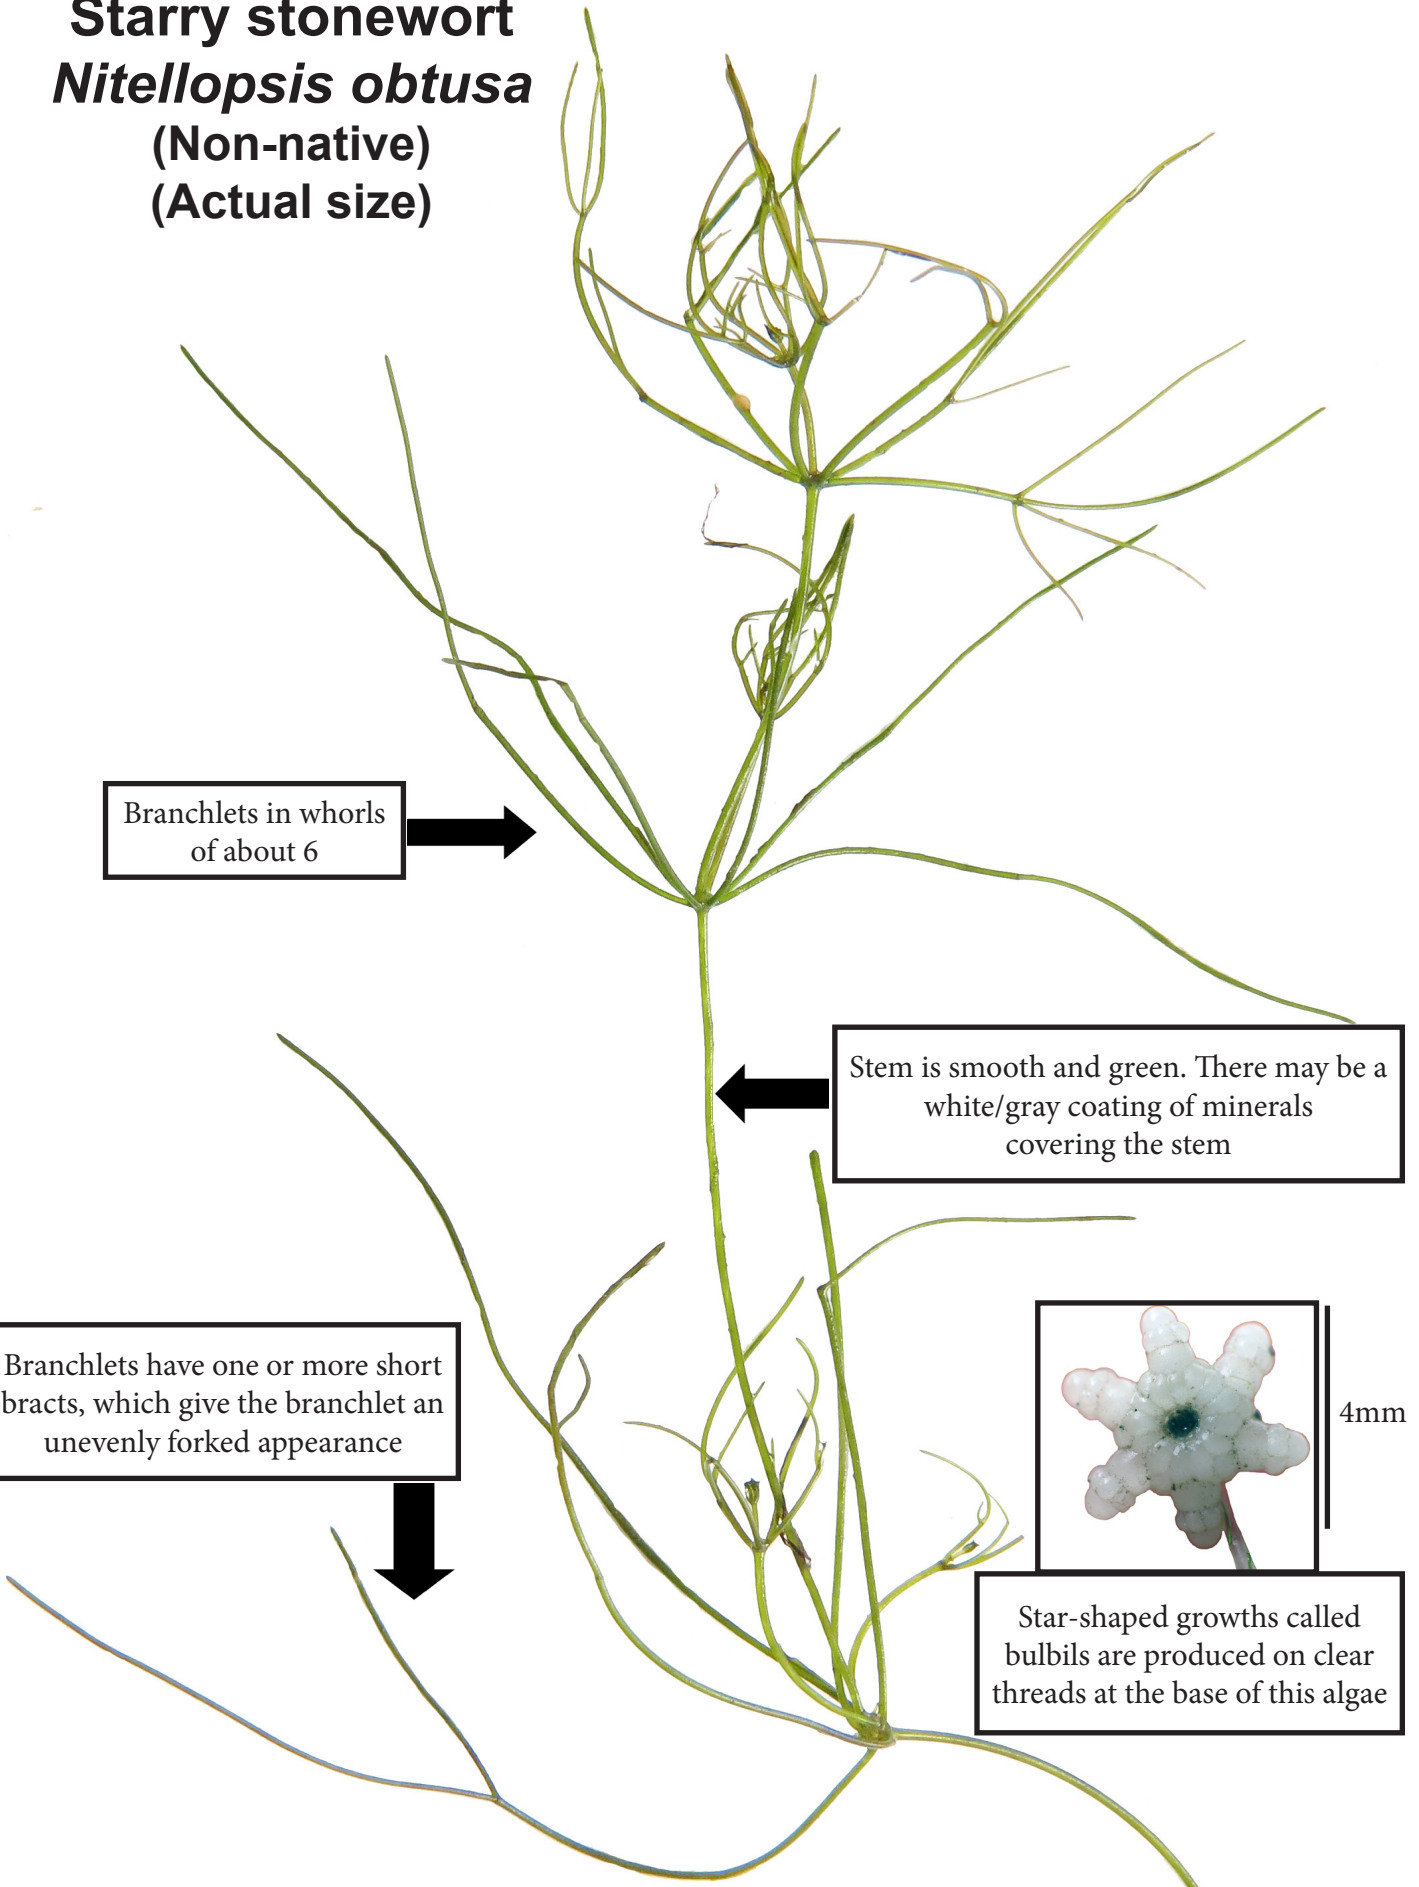 Starry stonewort
Nitellopsis obtusa
(Non-native)
(Actual size)
Branchlets in whorls
of about 6
Stem is smooth and green. There may be a
white/gray coating of minerals
covering the stem
Branchlets have one or more short
bracts, which give the branchlet an
unevenly forked appearance
4mm
Star-shaped growths called
bulbils are produced on clear
threads at the base of this algae